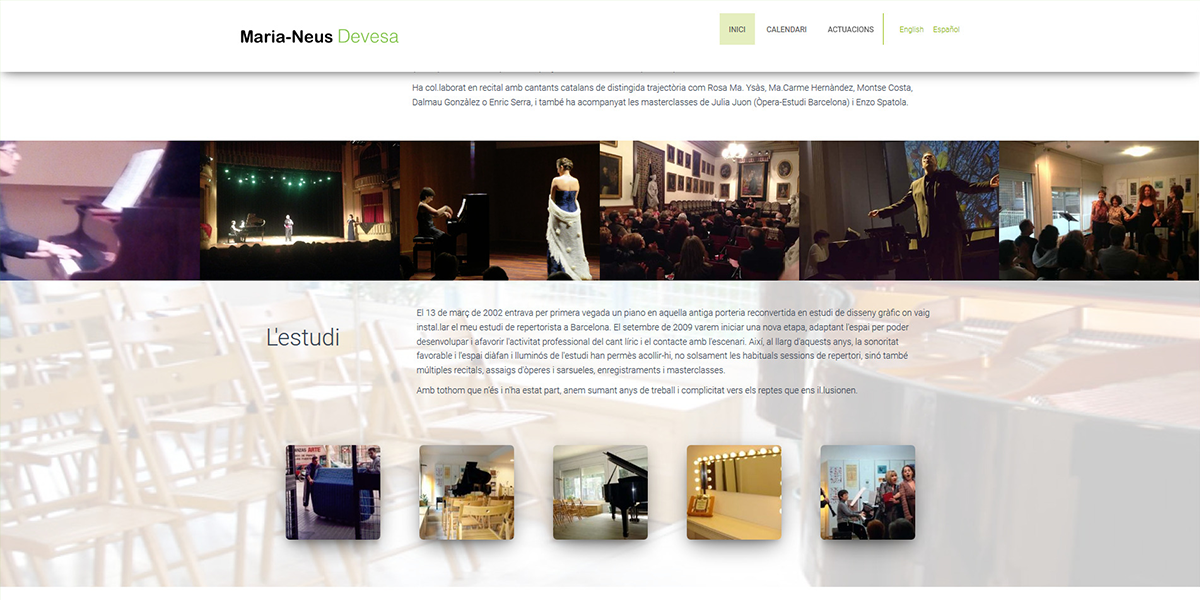 Maria-Neus Devesa
INICI CALENDARI ACTUACIONS English Español
Ha col.laborat en recital amb cantants catalans de distingida trajectòria com Rosa Ma. Ysàs, Ma.Carme Hernàndez, Montse Costa,
Dalmau Gonzàlez o Enric Serra, i també ha acompanyat les masterclasses de Julia Juon (Òpera-Estudi Barcelona) i Enzo Spatola.
L'estudi
El 13 de març de 2002 entrava per primera vegada un piano en aquella antiga porteria reconvertida en estudi de disseny gràfic on vaig
instal.lar el meu estudi de repertorista a Barcelona. El setembre de 2009 varem iniciar una nova etapa, adaptant l'espai per poder
desenvolupar i afavorir l'activitat professional del cant líric i el contacte amb l'escenari. Així, al llarg d'aquests anys, la sonoritat
favorable i l'espai diàfan i lluminós de l'estudi han permès acollir-hi, no solsament les habituals sessions de repertori, sinó també
múltiples recitals, assaigs d'òperes i sarsueles, enregistraments i masterclasses.
Amb tothom que n'és i n'ha estat part, anem sumant anys de treball i complicitat vers els reptes que ens il.lusionen.